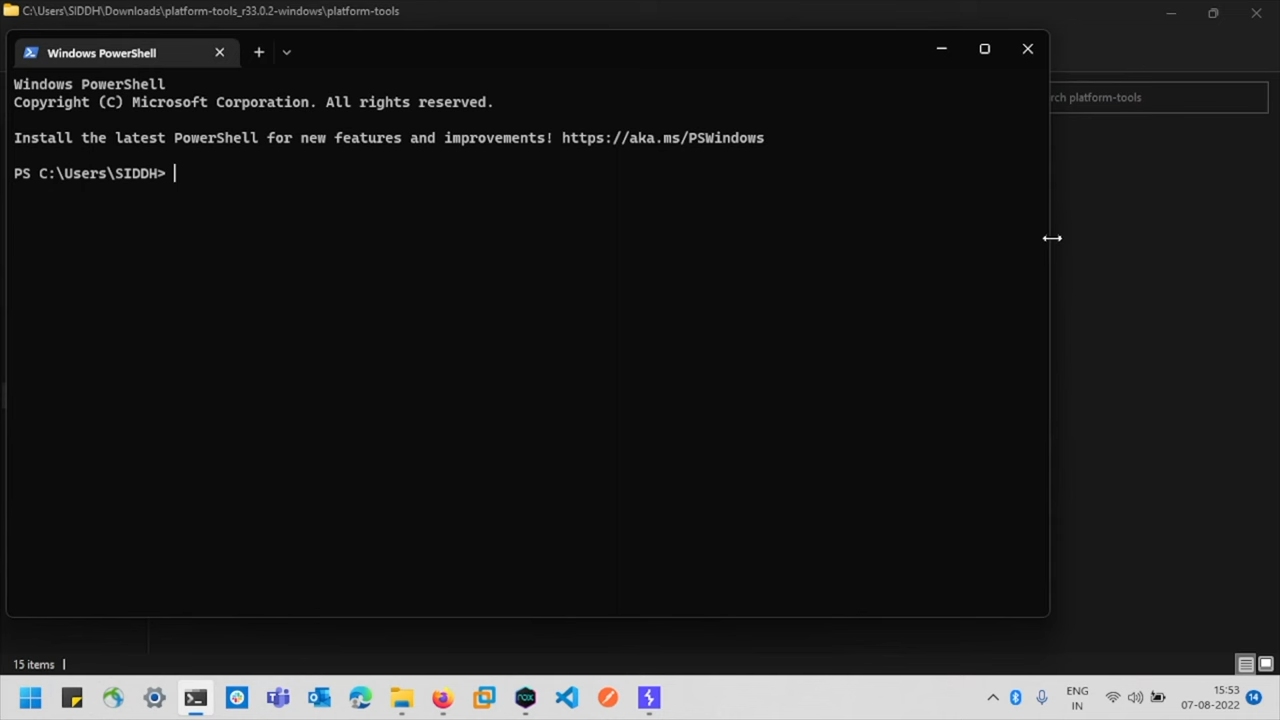 C:\Users\SIDDH\Downloads\platform-tools_r33.0.2-windows\platform-tools
Windows PowerShell
rch platform-tools
Windows PowerShell
Copyright (C) Microsoft Corporation. All rights reserved.
Install the latest PowerShell for new features and improvements! https://aka.ms/PSWindows
PS C:\Users\SIDDH>
15 items
nox
ENG
IN
15:53
07-08-2022
14